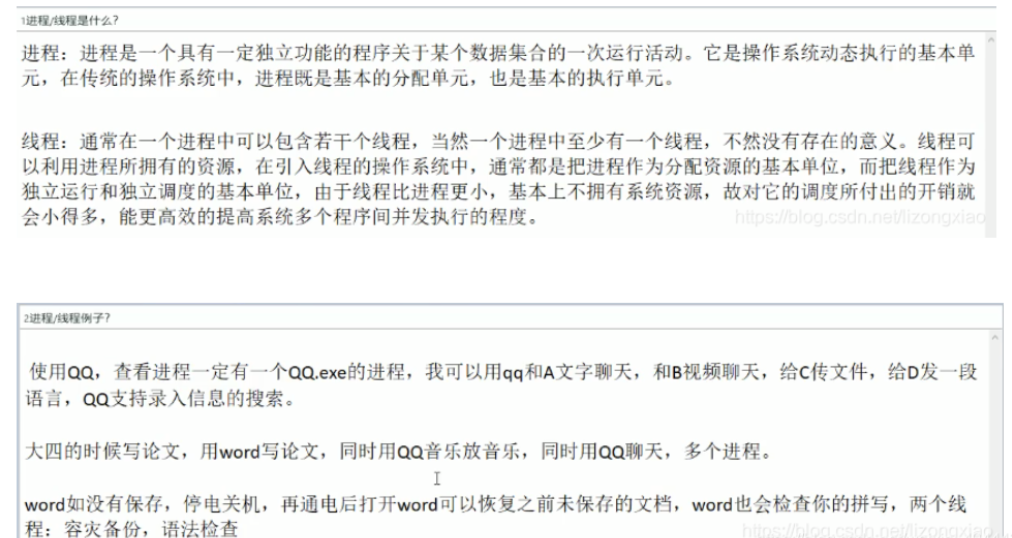 1进程/线程是什么?
进程：进程是一个具有一定独立功能的程序关于某个数据集合的一次运行活动。它是操作系统动态执行的基本单
元，在传统的操作系统中，进程既是基本的分配单元，也是基本的执行单元。
线程：通常在一个进程中可以包含若干个线程，当然一个进程中至少有一个线程，不然没有存在的意义。线程可
以利用进程所拥有的资源，在引入线程的操作系统中，通常都是把进程作为分配资源的基本单位，而把线程作为
独立运行和独立调度的基本单位，由于线程比进程更小，基本上不拥有系统资源，故对它的调度所付出的开销就
会小得多，能更高效的提高系统多个程序间并发执行的程度。
https://blog.csdn.net/lizongxiao
2进程/线程例子?
使用QQ，查看进程一定有一个QQ.exe的进程，我可以用qq和A文字聊天，和B视频聊天，给C传文件，给D发一段
语言，QQ支持录入信息的搜索。
大四的时候写论文，用word写论文，同时用QQ音乐放音乐，同时用QQ聊天，多个进程。
word如没有保存，停电关机，再通电后打开word可以恢复之前未保存的文档，word也会检查你的拼写，两个线
程：容灾备份，语法检查
https://blog.csdn.net/lizongxiao